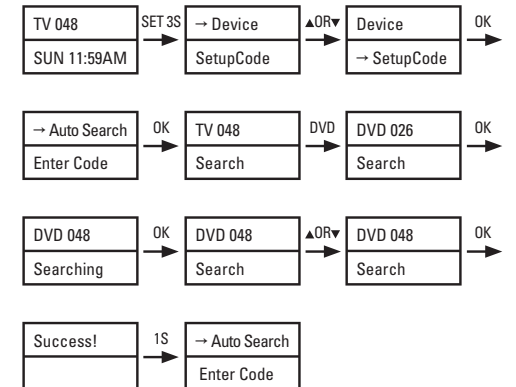 TV 048 SET 3S → Device ▲OR▼ Device OK
SUN 11:59AM SetupCode → SetupCode
→ Auto Search OK TV 048 DVD DVD 026 OK
Enter Code Search Search
DVD 048 OK DVD 048 ▲OR▼ DVD 048 OK
Searching Search Search
Success! 1S → Auto Search
Enter Code